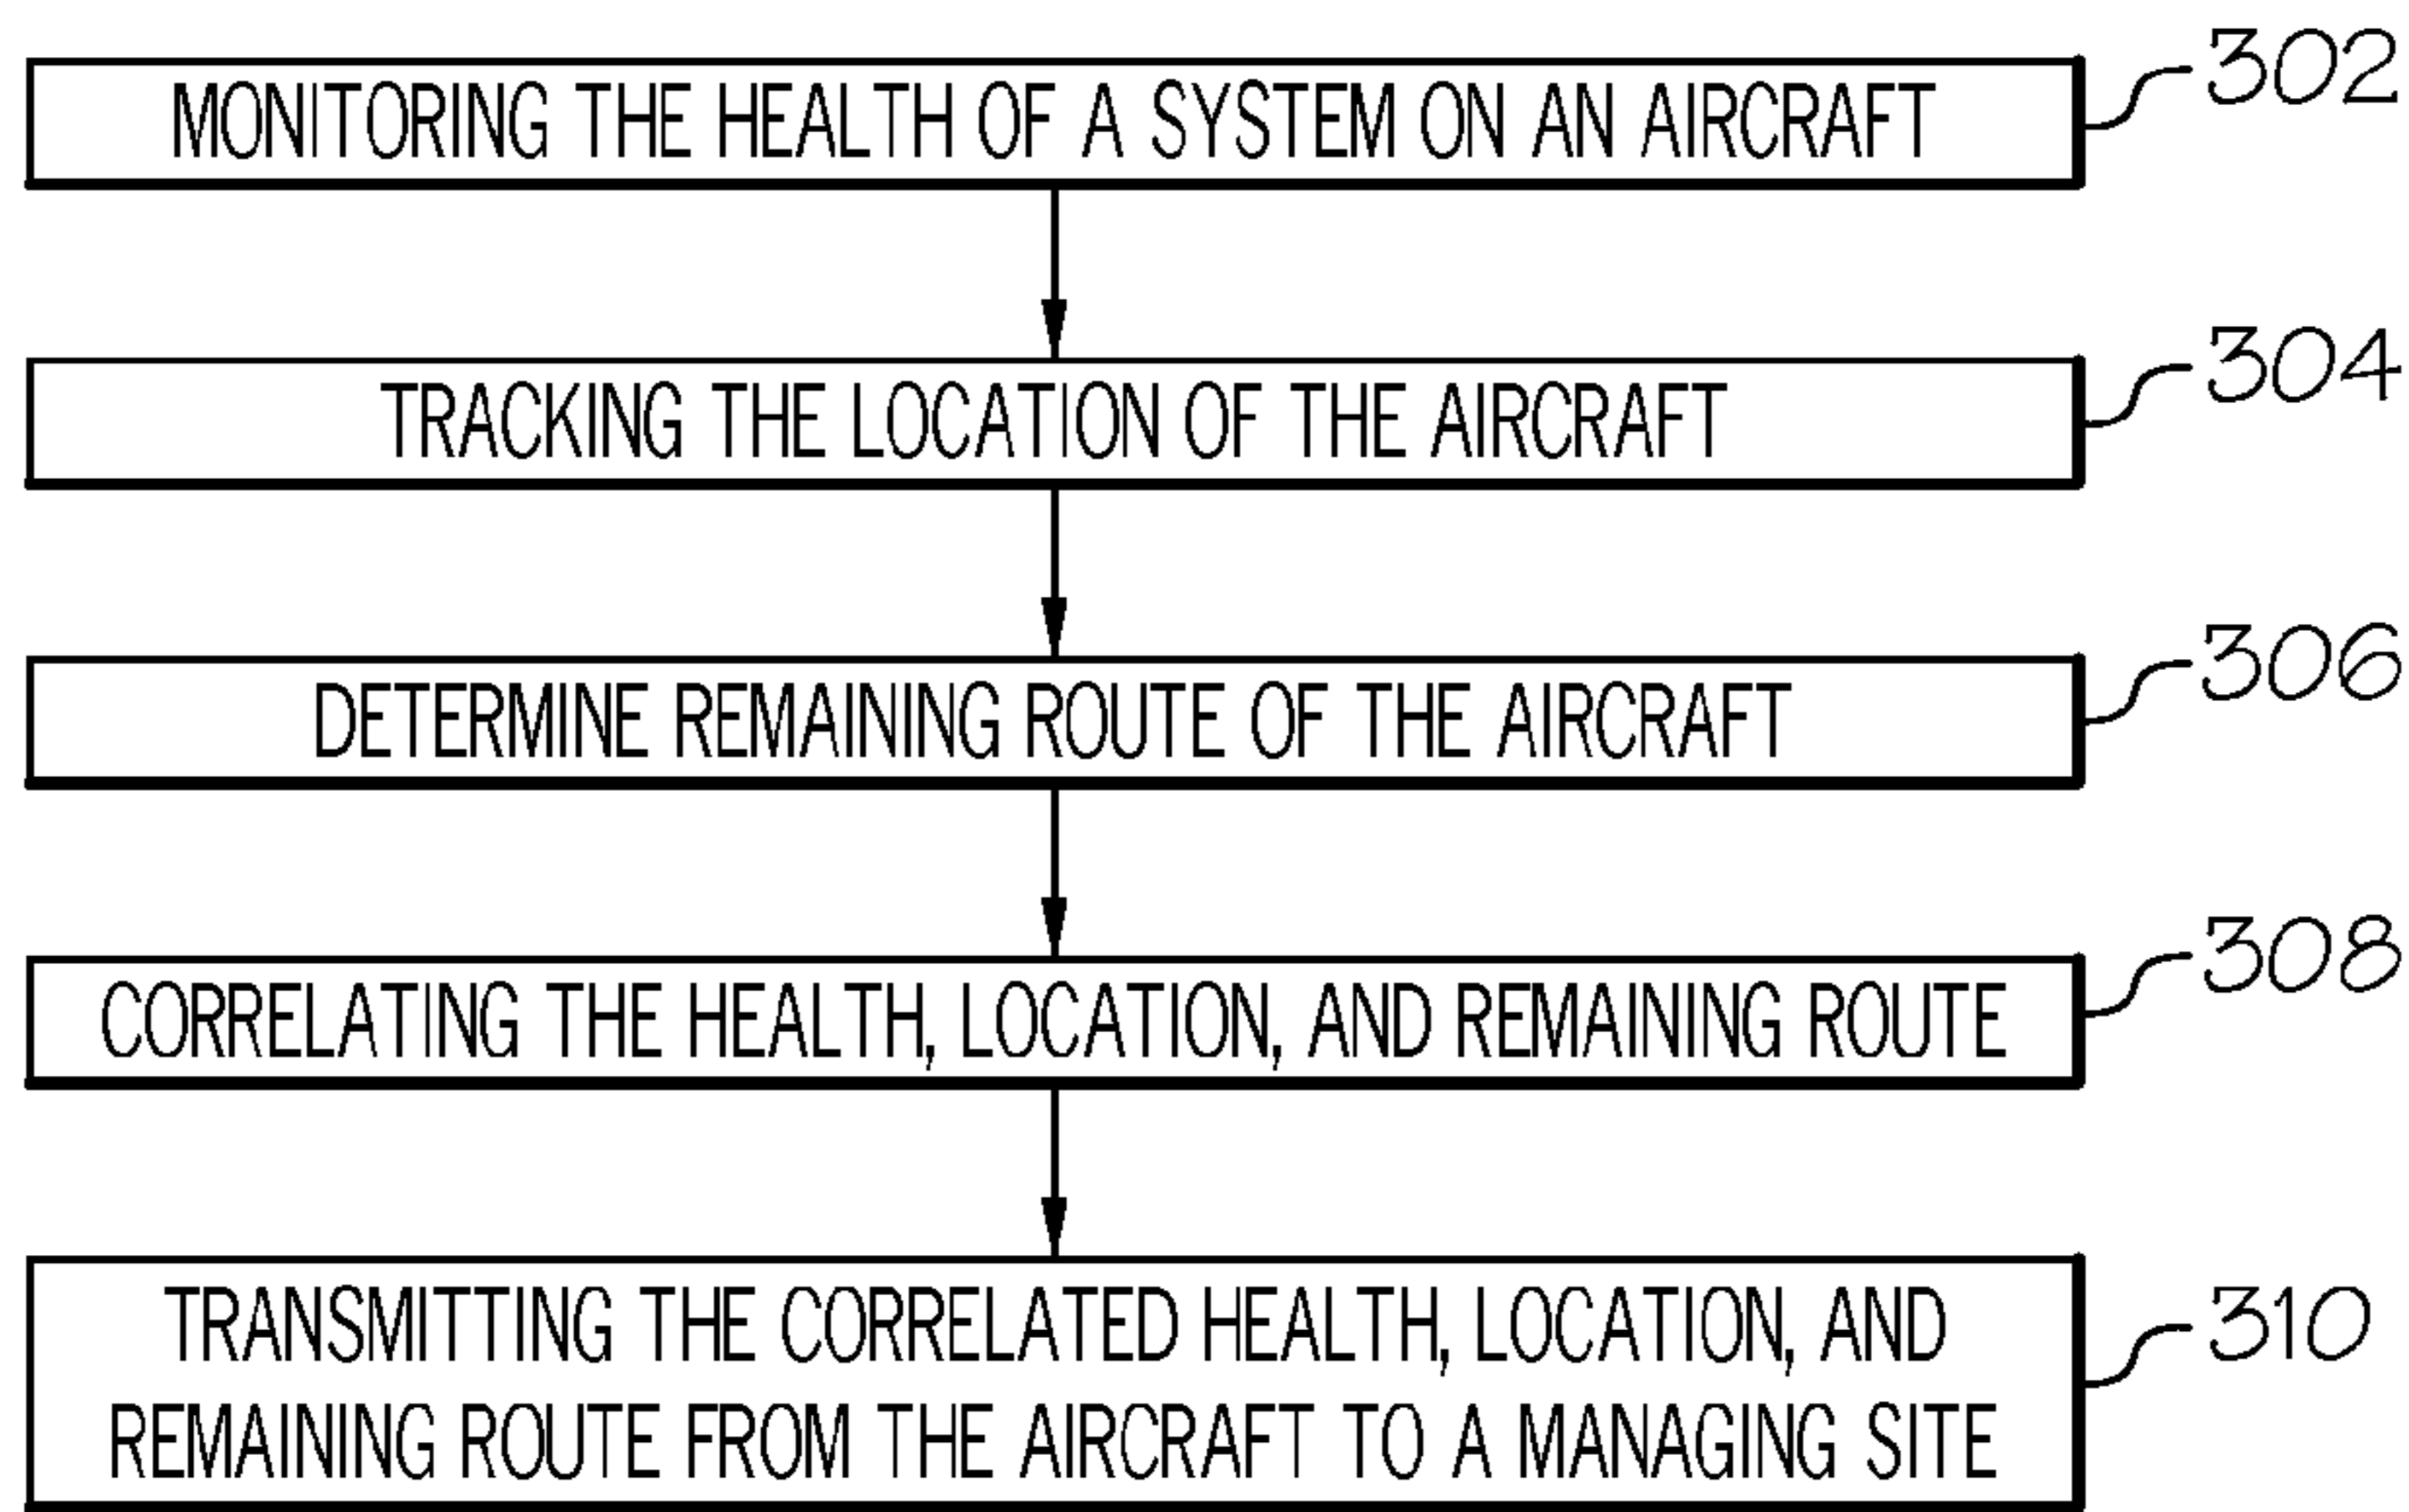 MONITORING THE HEALTH OF A SYSTEM ON AN AIRCRAFT
302
TRACKING THE LOCATION OF THE AIRCRAFT
304
DETERMINE REMAINING ROUTE OF THE AIRCRAFT
306
CORRELATING THE HEALTH, LOCATION, AND REMAINING ROUTE
308
TRANSMITTING THE CORRELATED HEALTH, LOCATION, AND
REMAINING ROUTE FROM THE AIRCRAFT TO A MANAGING SITE
310